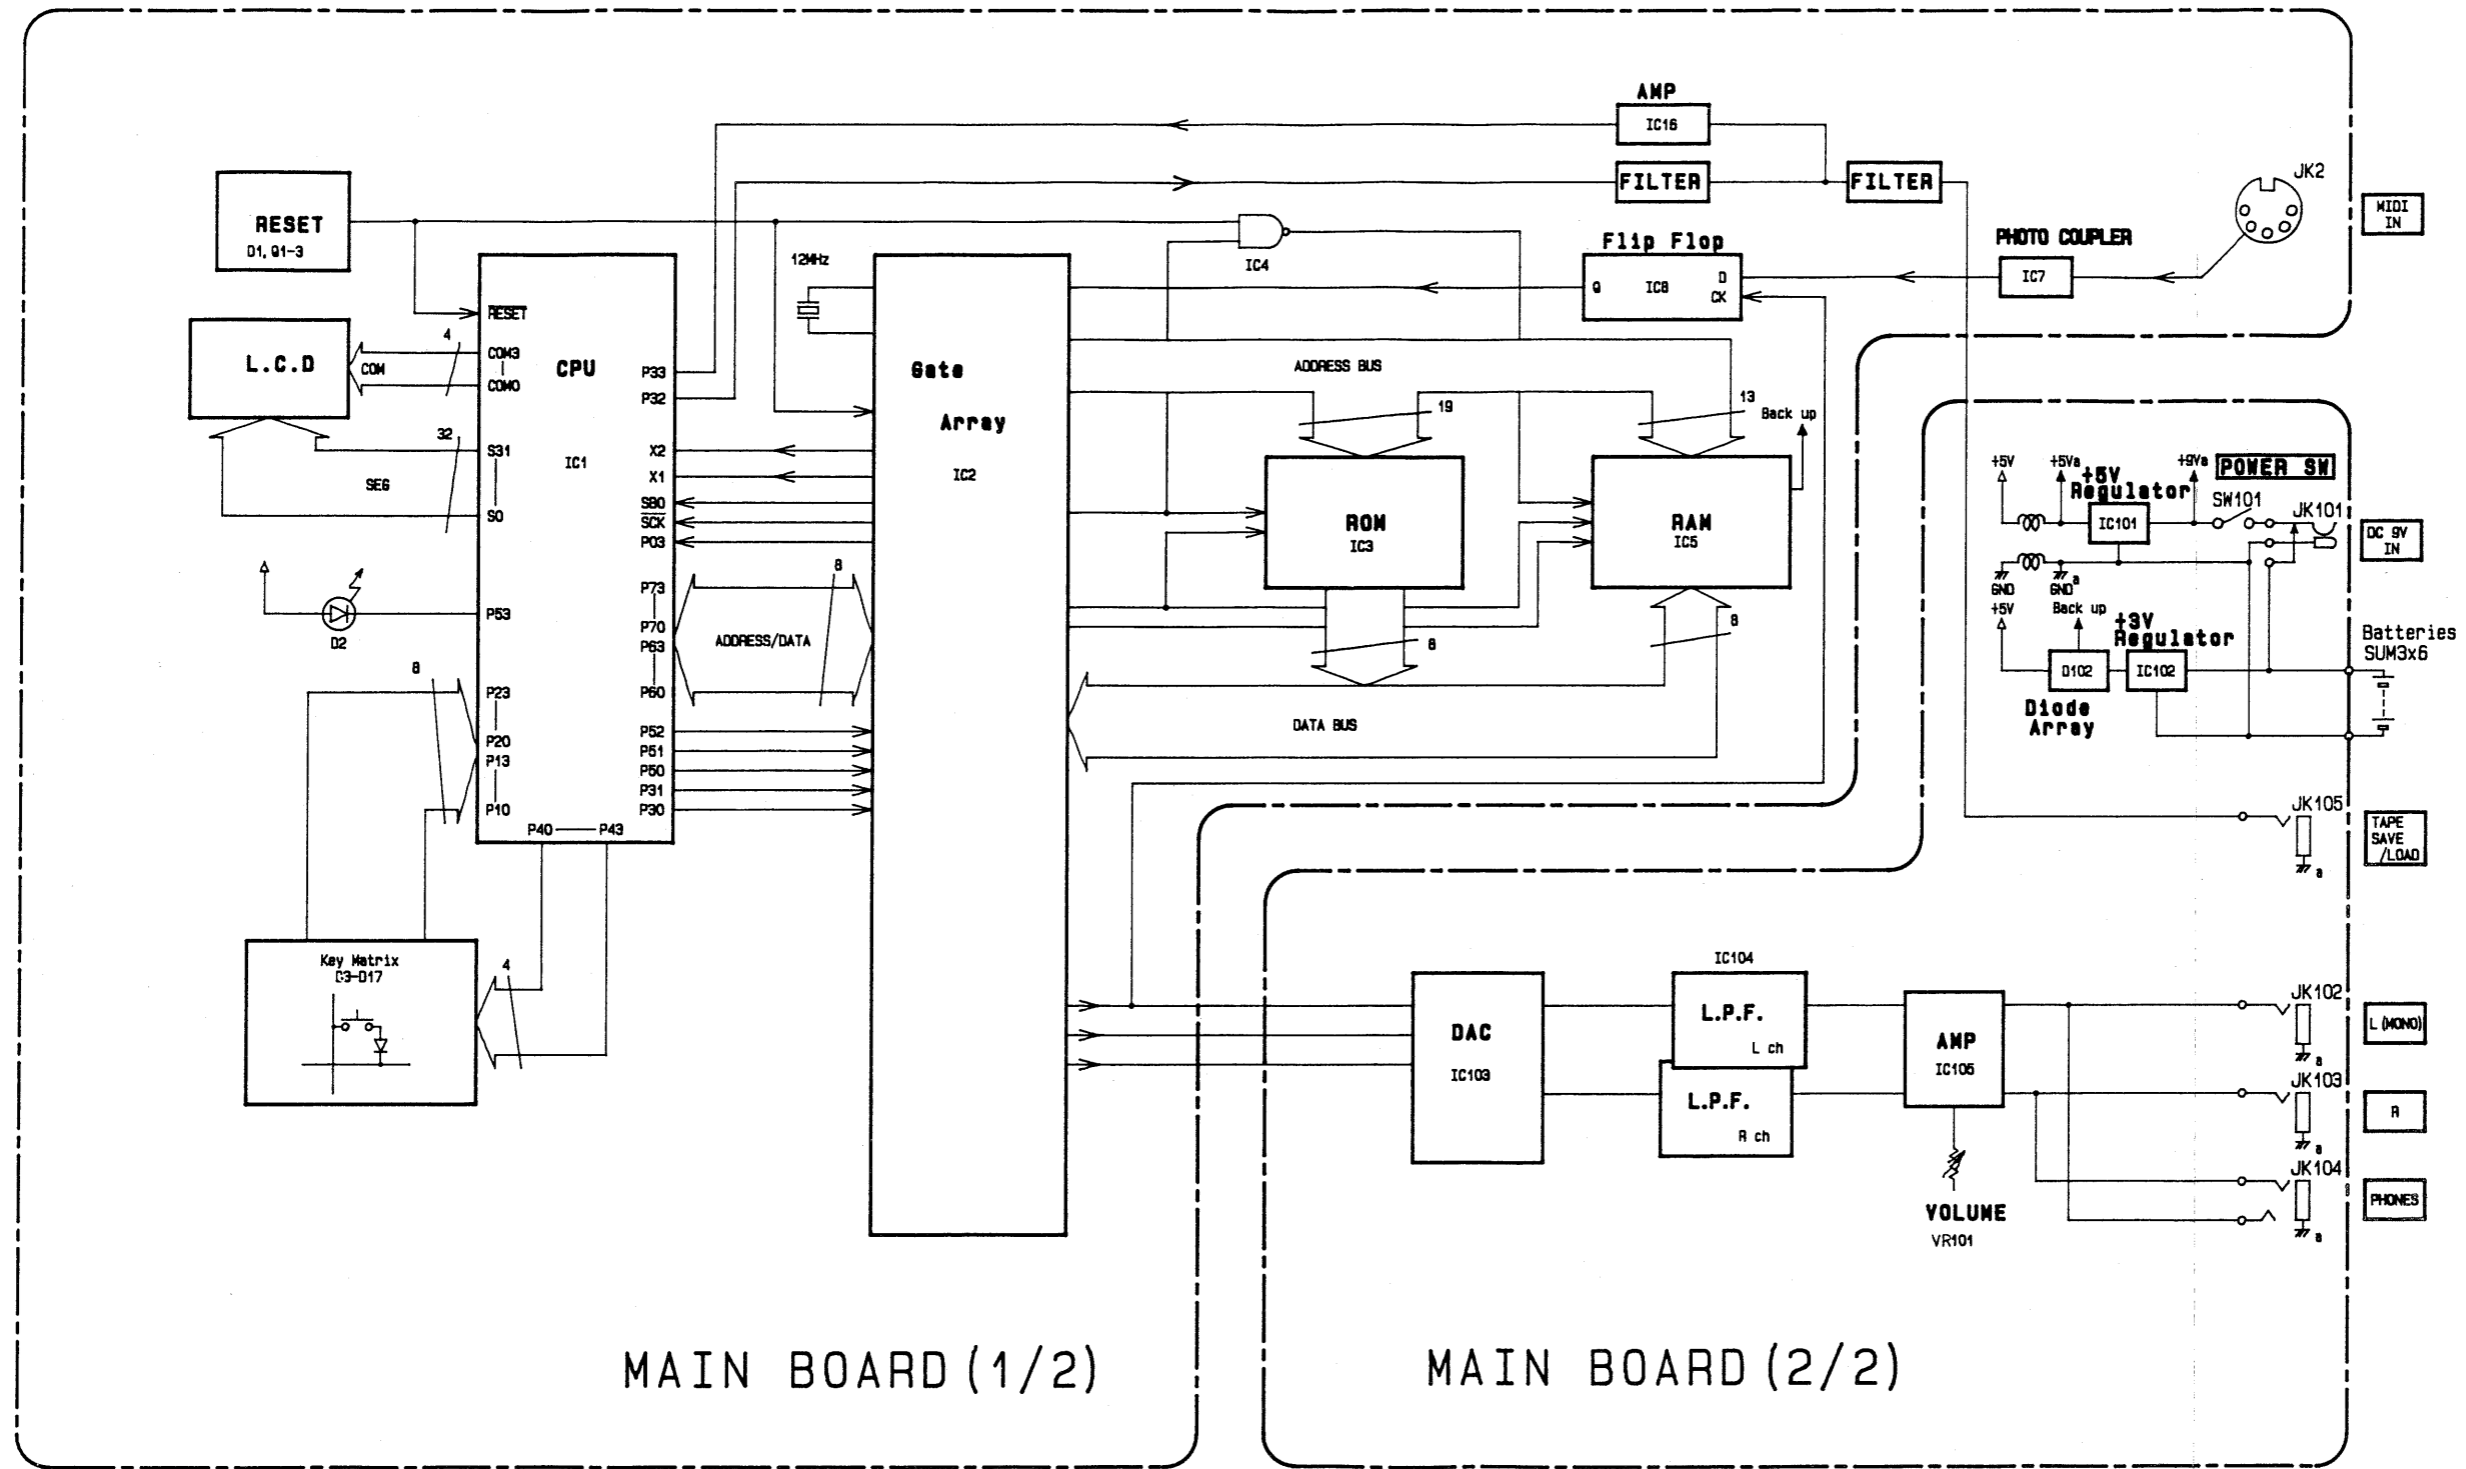 AMP
IC16
FILTER
FILTER
JK2
MIDI
IN
RESET
D1, Q1-3
12MHz
IC4
Flip Flop
Q
IC8
D
CK
PHOTO COUPLER
IC7
RESET
L.C.D
4
COM
COM3
COM0
CPU
IC1
P33
P32
Gate
Array
IC2
ADDRESS BUS
19
13
Back up
32
S31
SEG
S0
X2
X1
SB0
SCK
P03
ROM
IC3
RAM
IC5
+5V
+5Va
+9Va
POWER SW
+5V
Regulator
SW101
JK101
IC101
DC 9V
IN
GND
GND
a
D2
P53
P73
P70
P63
P60
8
ADDRESS/DATA
8
8
+5V
Back up
+3V
Regulator
Batteries
SUM3x6
D102
IC102
Diode
Array
8
P23
P20
P13
P10
P52
P51
P50
P31
P30
P40
P43
DATA BUS
JK105
TAPE
SAVE
/LOAD
a
Key Matrix
D3-D17
4
DAC
IC103
IC104
L.P.F.
L ch
L.P.F.
R ch
AMP
IC105
JK102
L (MONO)
a
JK103
R
a
JK104
PHONES
a
VOLUME
VR101
MAIN BOARD (1/2)
MAIN BOARD (2/2)